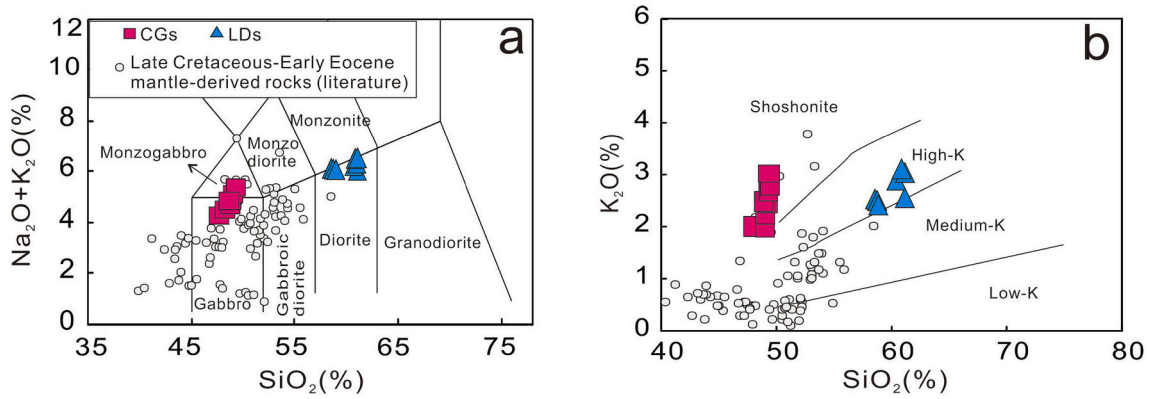 a
CGs LDs
Late Cretaceous-Early Eocene
mantle-derived rocks (literature)
Monzogabbro
Monzo
diorite
Monzonite
Gabbro
Gabbroic
diorite
Diorite
Granodiorite
Na₂O+K₂O(%)
12
10
8
6
4
2
0
35 45 55 65 75
SiO₂(%)
b
Shoshonite
High-K
Medium-K
Low-K
K₂O(%)
6
5
4
3
2
1
0
40 50 60 70 80
SiO₂(%)